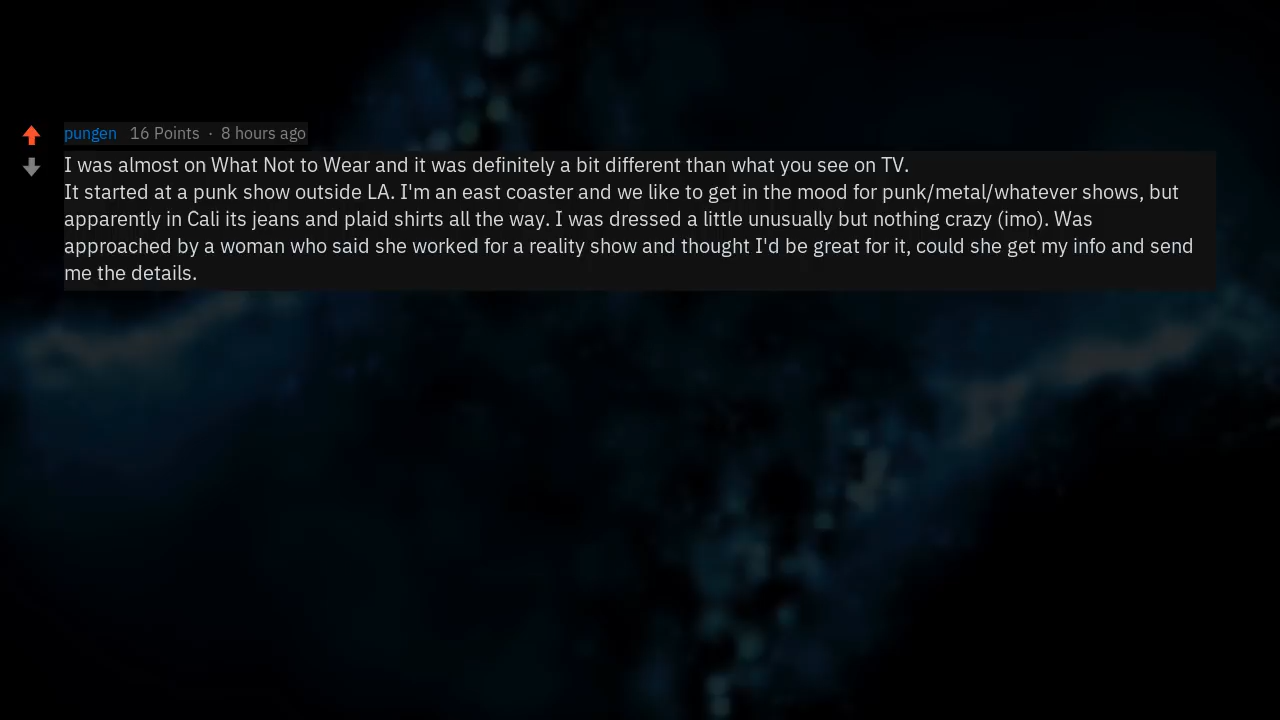 pungen 16 Points · 8 hours ago
I was almost on What Not to Wear and it was definitely a bit different than what you see on TV.
It started at a punk show outside LA. I'm an east coaster and we like to get in the mood for punk/metal/whatever shows, but
apparently in Cali its jeans and plaid shirts all the way. I was dressed a little unusually but nothing crazy (imo). Was
approached by a woman who said she worked for a reality show and thought I'd be great for it, could she get my info and send
me the details.